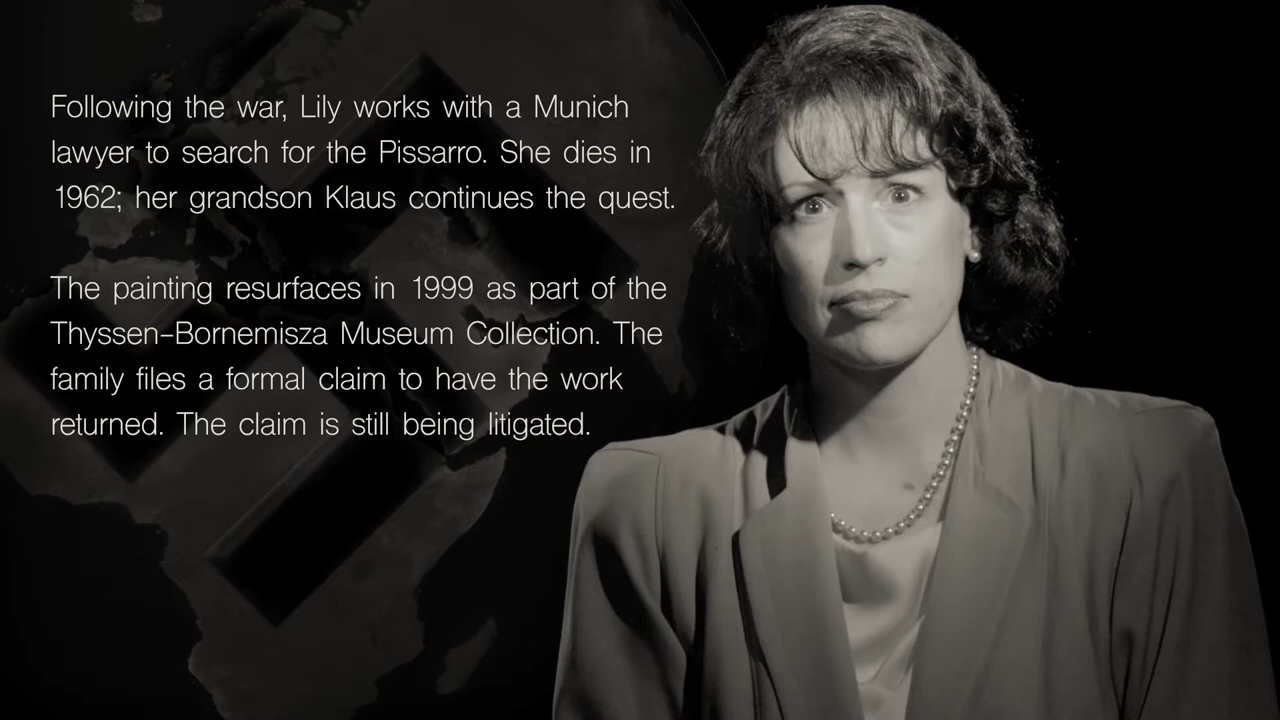 Following the war, Lily works with a Munich
lawyer to search for the Pissarro. She dies in
1962; her grandson Klaus continues the quest.
The painting resurfaces in 1999 as part of the
Thyssen-Bornemisza Museum Collection. The
family files a formal claim to have the work
returned. The claim is still being litigated.